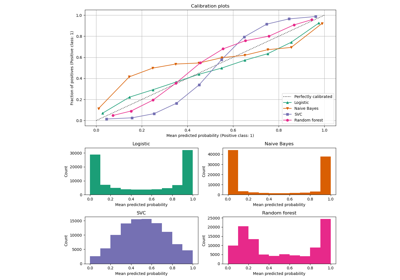 Calibration plots
Fraction of positives (Positive class: 1)
1.0
0.8
0.6
0.4
0.2
0.0
Perfectly calibrated
Logistic
Naive Bayes
SVC
Random forest
0.0 0.2 0.4 0.6 0.8 1.0
Mean predicted probability (Positive class: 1)
Logistic
Count
30000
20000
10000
0
0.0 0.2 0.4 0.6 0.8 1.0
Mean predicted probability
Naive Bayes
Count
40000
30000
20000
10000
0
0.0 0.2 0.4 0.6 0.8 1.0
Mean predicted probability
SVC
Count
15000
10000
5000
0
0.0 0.2 0.4 0.6 0.8 1.0
Mean predicted probability
Random forest
Count
25000
20000
15000
10000
5000
0
0.0 0.2 0.4 0.6 0.8 1.0
Mean predicted probability